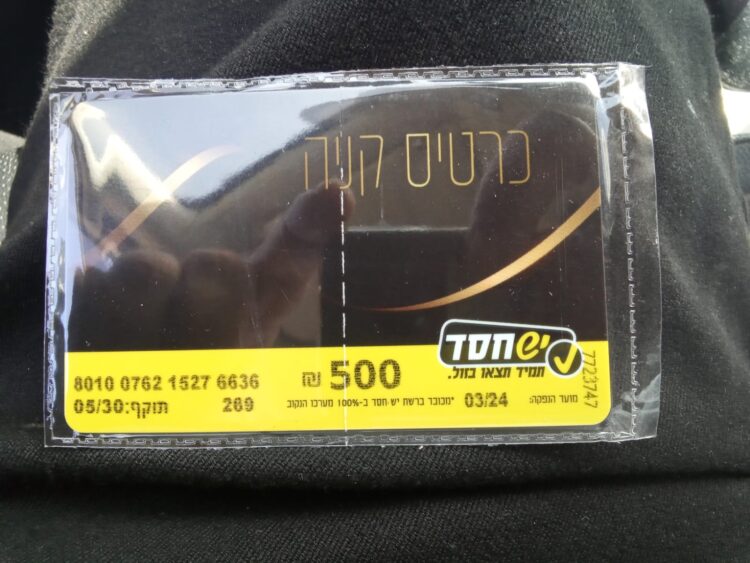 כרטיס קניה
יש חסד
תמיד תצאו בזול.
8010 0762 1527 6636
500 ₪
תוקף: 05/30
269
*מכובד ברשת יש חסד ב-100% מערכו הנקוב
מועד הנפקה: 03/24
7723747